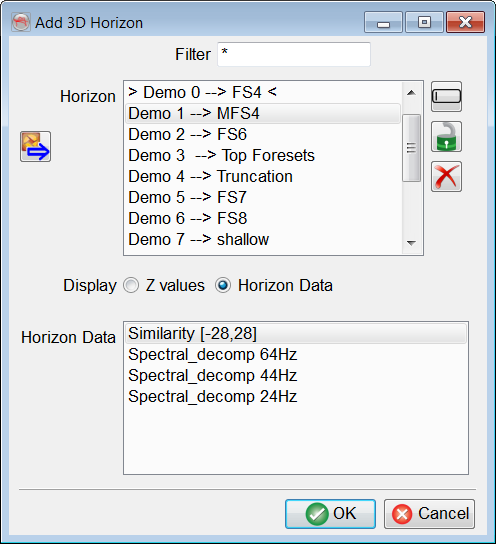 Add 3D Horizon
Filter *
Horizon
> Demo 0 --> FS4 <
Demo 1 --> MFS4
Demo 2 --> FS6
Demo 3  --> Top Foresets
Demo 4 --> Truncation
Demo 5 --> FS7
Demo 6 --> FS8
Demo 7 --> shallow
Display Z values Horizon Data
Horizon Data
Similarity [-28,28]
Spectral_decomp 64Hz
Spectral_decomp 44Hz
Spectral_decomp 24Hz
OK Cancel